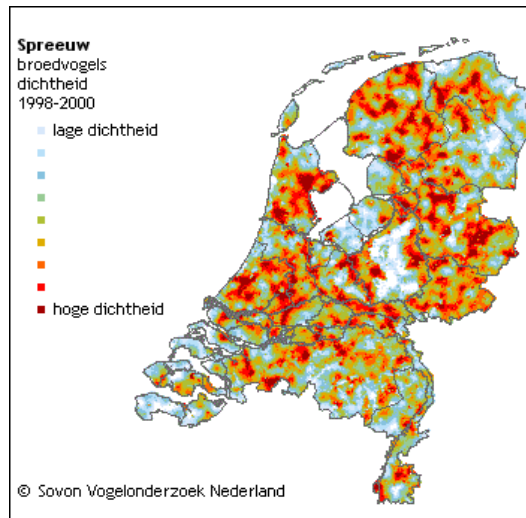 Spreeuw
broedvogels
dichtheid
1998-2000
lage dichtheid
hoge dichtheid
© Sovon Vogelonderzoek Nederland